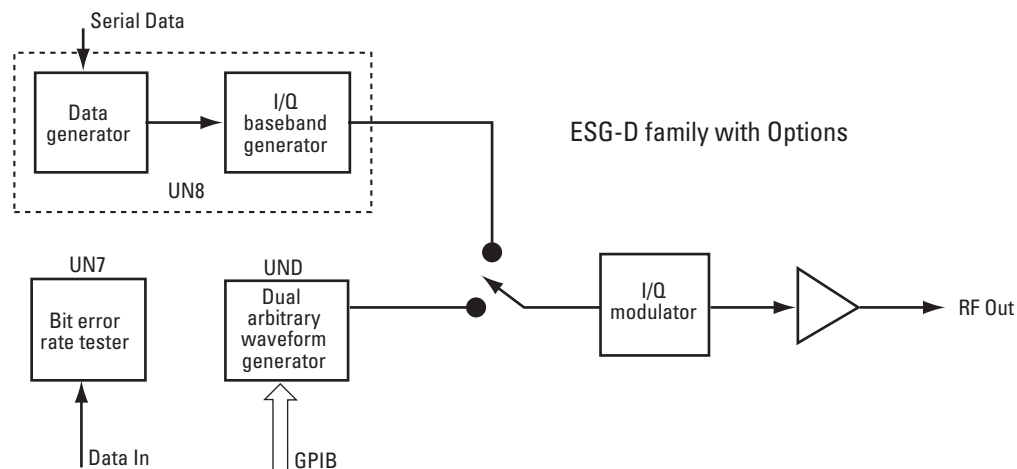 Serial Data
Data
generator
I/Q
baseband
generator
UN8
ESG-D family with Options
UN7
Bit error
rate tester
Data In
UND
Dual
arbitrary
waveform
generator
GPIB
I/Q
modulator
RF Out